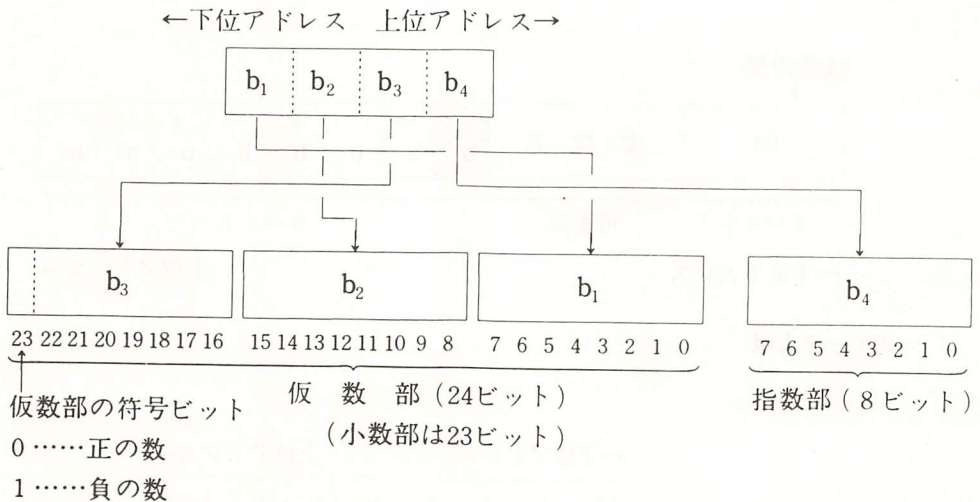 ←下位アドレス 上位アドレス→
b₁ b₂ b₃ b₄
b₃ b₂ b₁ b₄
23 22 21 20 19 18 17 16 15 14 13 12 11 10 9 8 7 6 5 4 3 2 1 0 7 6 5 4 3 2 1 0
仮数部の符号ビット
0……正の数
1……負の数
仮 数 部 (24ビット)
(小数部は23ビット)
指数部 ( 8ビット)